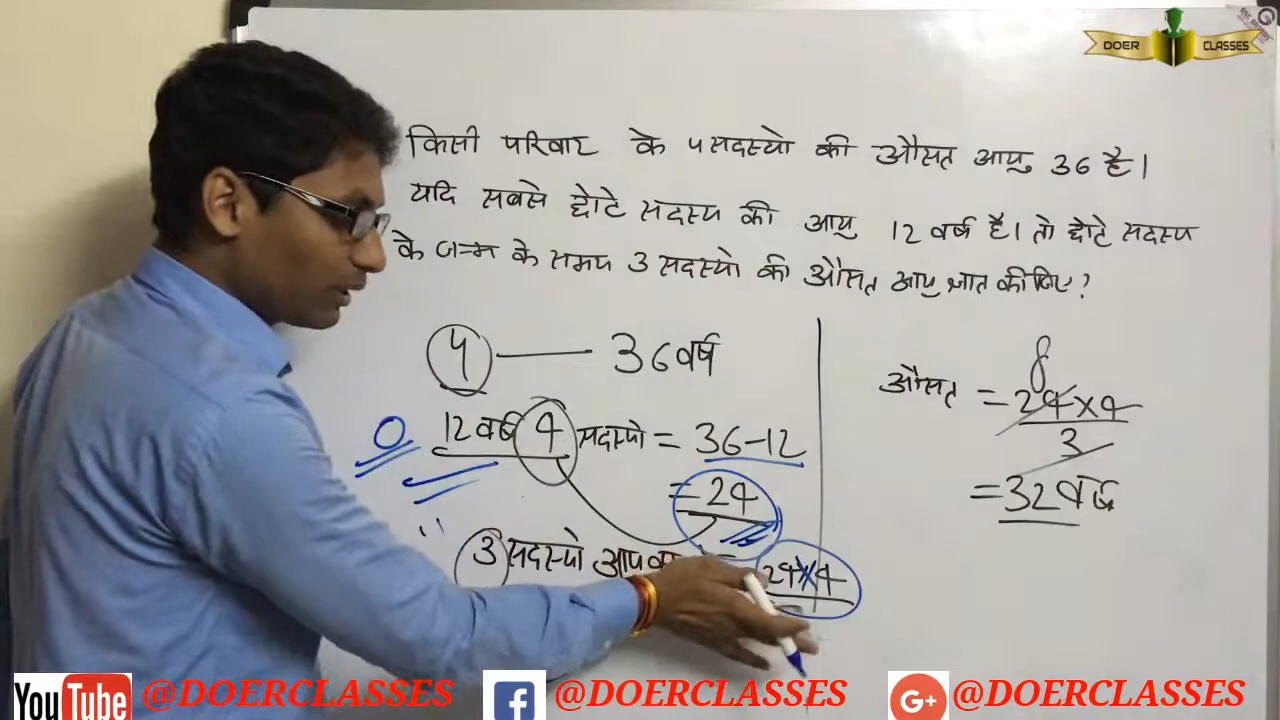 DOER CLASSES
किसी परिवार के 4 सदस्यो की औसत आयु 36 है।
यदि सबसे छोटे सदस्य की आयु 12 वर्ष है। तो छोटे सदस्य
के जन्म के समय 3 सदस्यो की औसत आयु ज्ञात कीजिए?
4 — 36 वर्ष
0 12 वर्ष 4 सदस्यो = 36-12
= 24
3 सदस्यो = 24×4
औसत = 24×4
3
8
= 32 वर्ष
YouTube @DOERCLASSES f @DOERCLASSES G+ @DOERCLASSES